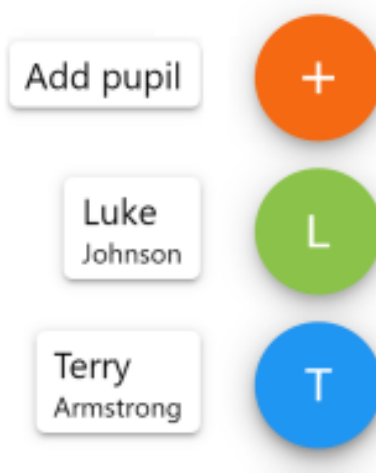 Add pupil +
Luke
Johnson
L
Terry
Armstrong
T